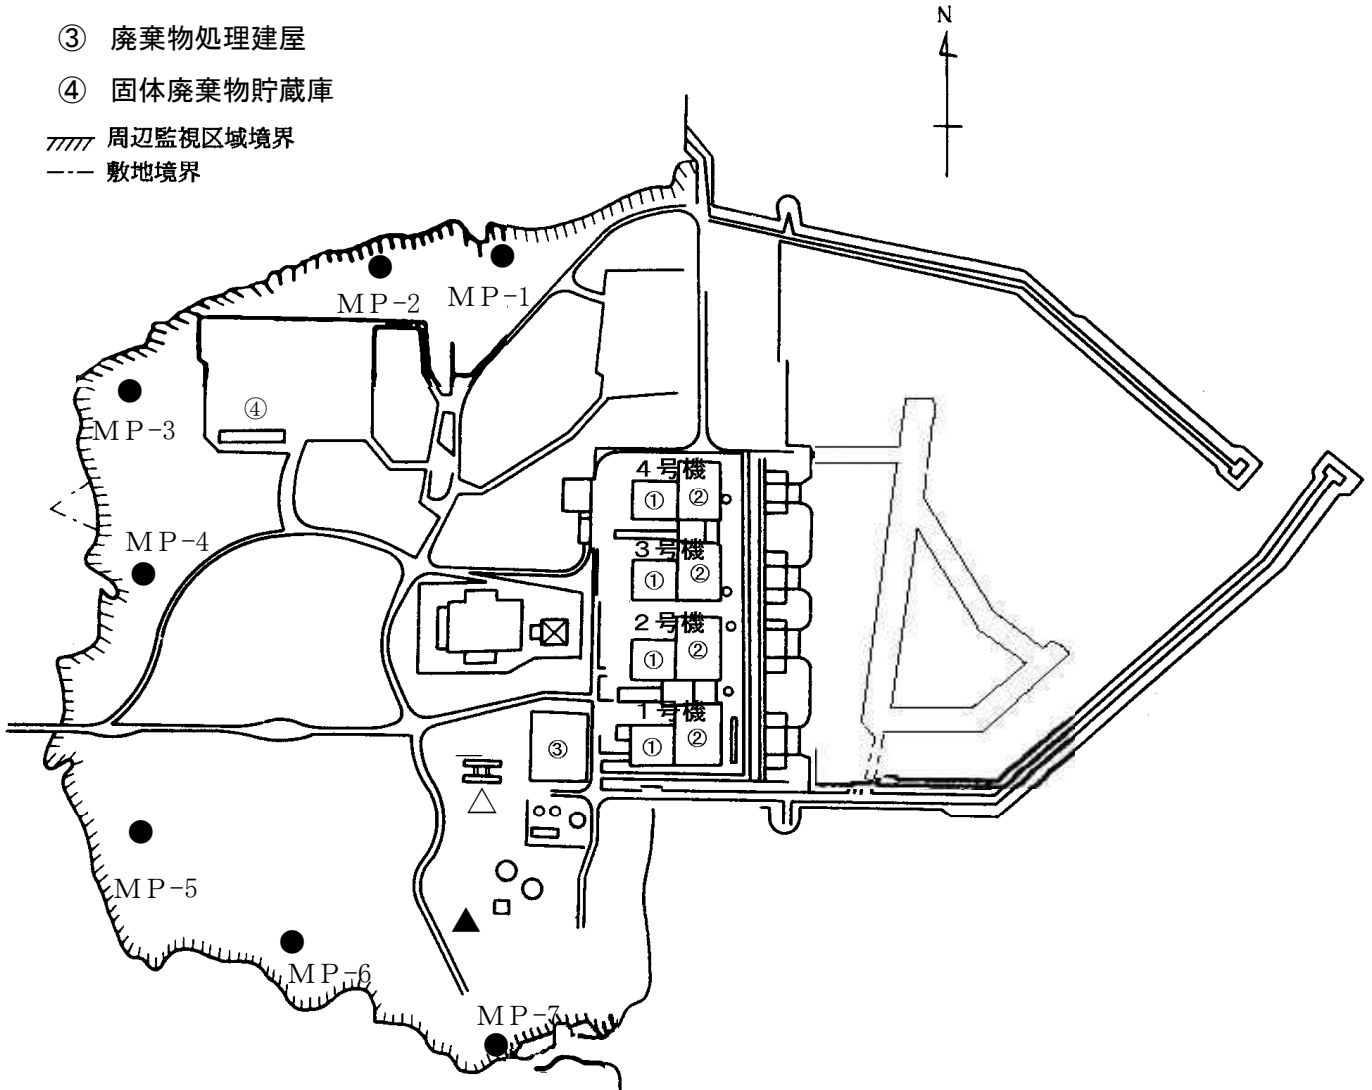 N
③ 廃棄物処理建屋
④ 固体廃棄物貯蔵庫
周辺監視区域境界
敷地境界
MP-2
MP-1
MP-3
④
4号機
① ②
MP-4
3号機
① ②
2号機
① ②
1号機
① ②
③
MP-5
MP-6
MP-7